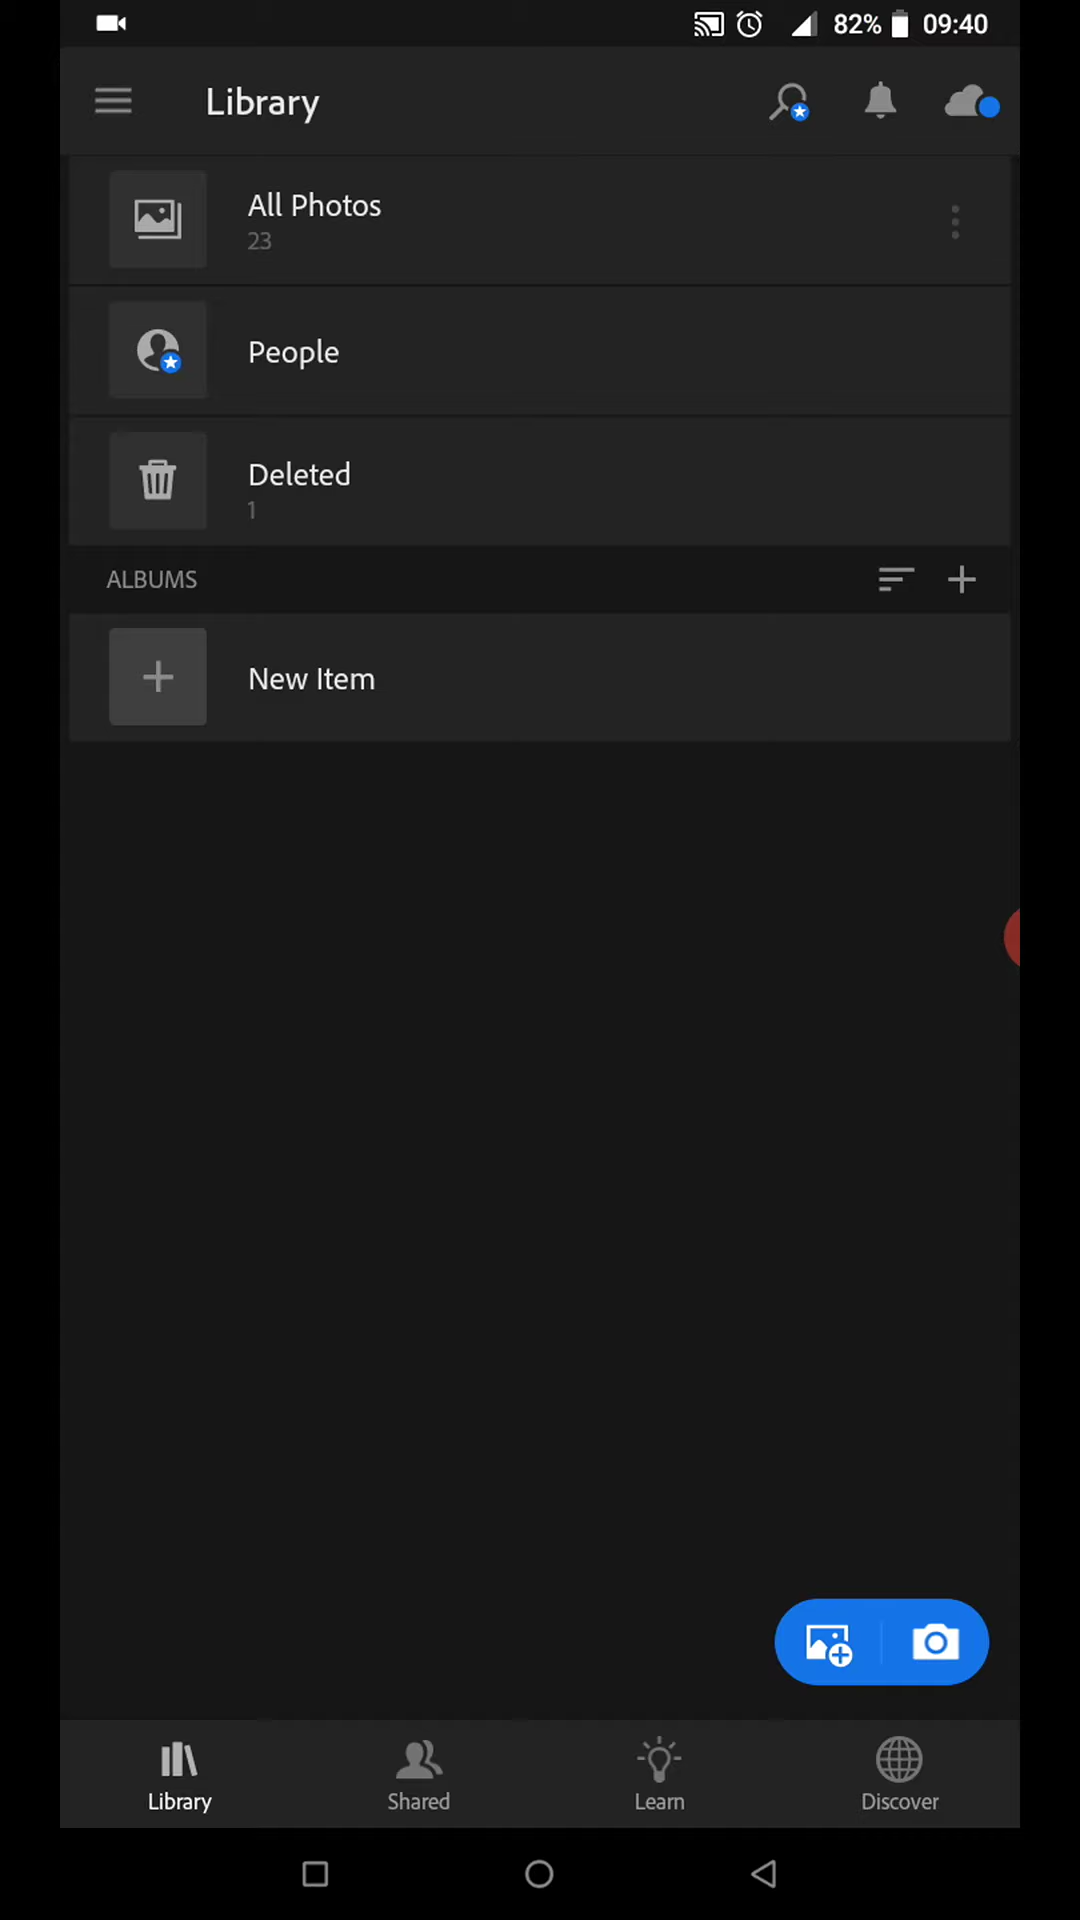 82% 09:40
Library
All Photos
23
People
Deleted
1
ALBUMS
New Item
Library Shared Learn Discover